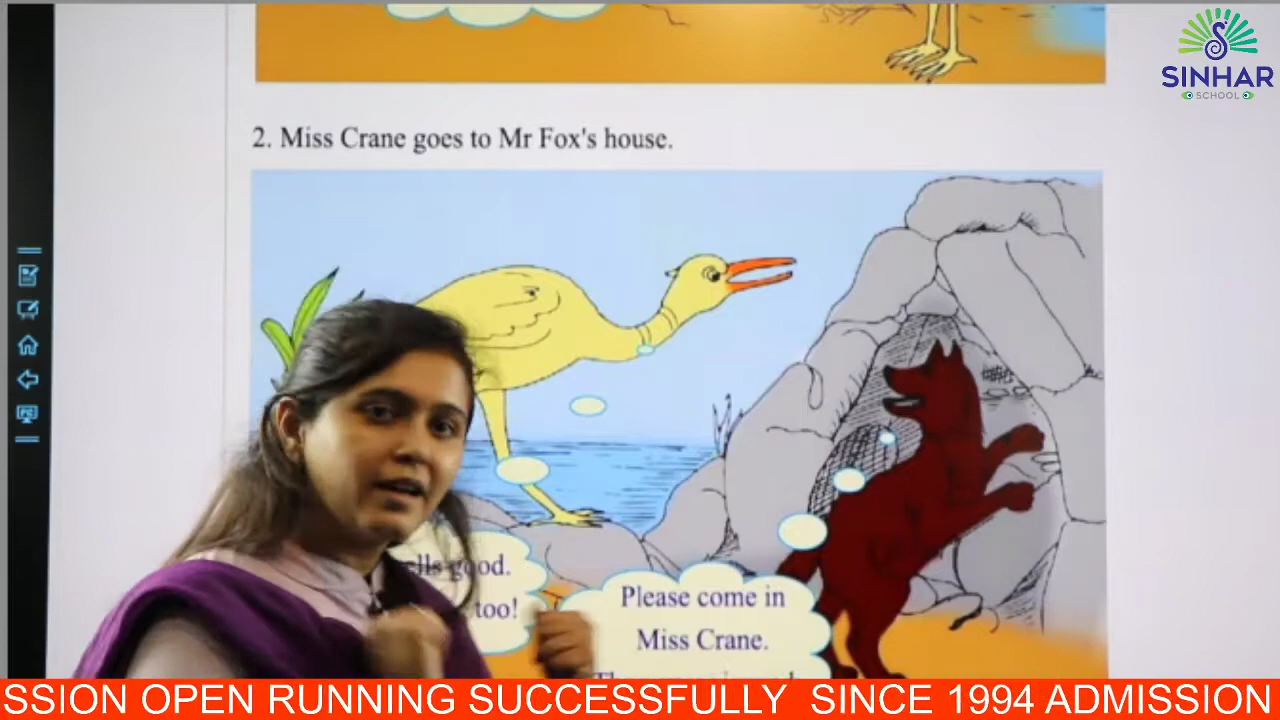 SINHAR
SCHOOL
2. Miss Crane goes to Mr Fox's house.
good.
too!
Please come in
Miss Crane.
SSION OPEN RUNNING SUCCESSFULLY SINCE 1994 ADMISSION